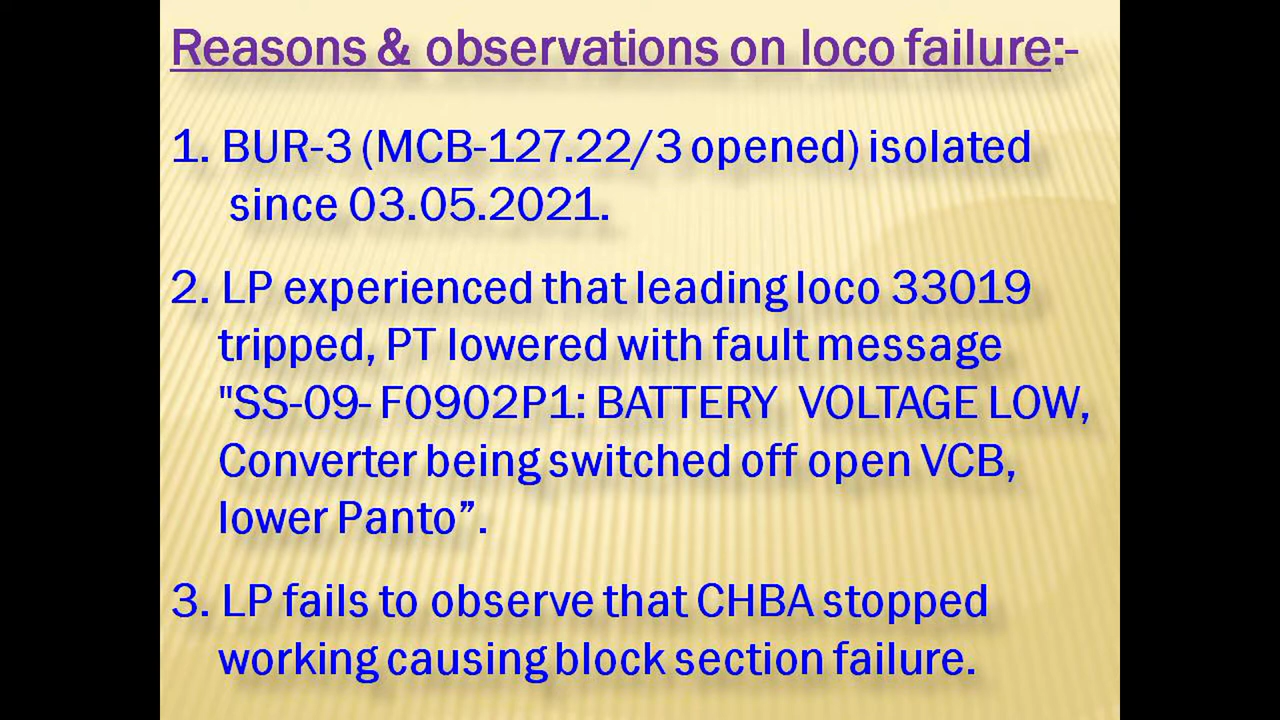 Reasons & observations on loco failure:-
1. BUR-3 (MCB-127.22/3 opened) isolated
since 03.05.2021.
2. LP experienced that leading loco 33019
tripped, PT lowered with fault message
"SS-09- F0902P1: BATTERY VOLTAGE LOW,
Converter being switched off open VCB,
lower Panto”.
3. LP fails to observe that CHBA stopped
working causing block section failure.